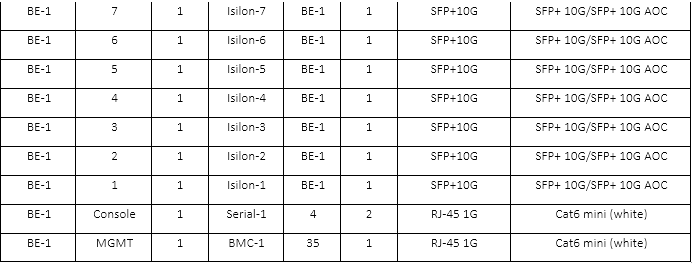 BE-1 7 1 Isilon-7 BE-1 1 SFP+10G SFP+ 10G/SFP+ 10G AOC
BE-1 6 1 Isilon-6 BE-1 1 SFP+10G SFP+ 10G/SFP+ 10G AOC
BE-1 5 1 Isilon-5 BE-1 1 SFP+10G SFP+ 10G/SFP+ 10G AOC
BE-1 4 1 Isilon-4 BE-1 1 SFP+10G SFP+ 10G/SFP+ 10G AOC
BE-1 3 1 Isilon-3 BE-1 1 SFP+10G SFP+ 10G/SFP+ 10G AOC
BE-1 2 1 Isilon-2 BE-1 1 SFP+10G SFP+ 10G/SFP+ 10G AOC
BE-1 1 1 Isilon-1 BE-1 1 SFP+10G SFP+ 10G/SFP+ 10G AOC
BE-1 Console 1 Serial-1 4 2 RJ-45 1G Cat6 mini (white)
BE-1 MGMT 1 BMC-1 35 1 RJ-45 1G Cat6 mini (white)